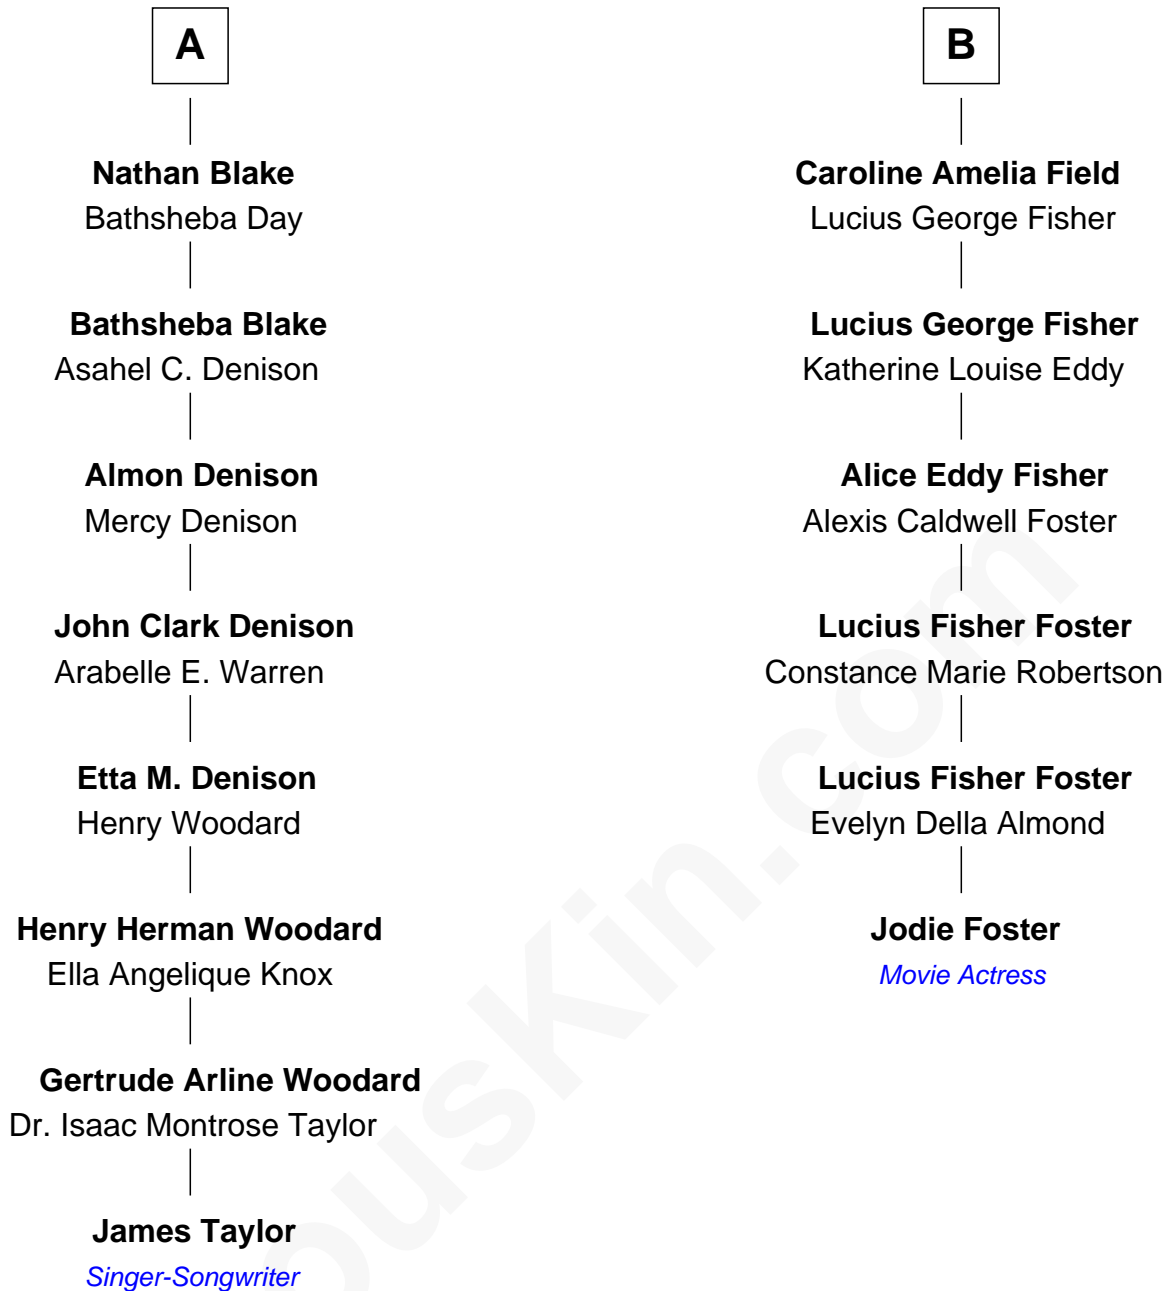 A
Nathan Blake
Bathsheba Day
Bathsheba Blake
Asahel C. Denison
Almon Denison
Mercy Denison
John Clark Denison
Arabelle E. Warren
Etta M. Denison
Henry Woodard
Henry Herman Woodard
Ella Angelique Knox
Gertrude Arline Woodard
Dr. Isaac Montrose Taylor
James Taylor
Singer-Songwriter
B
Caroline Amelia Field
Lucius George Fisher
Lucius George Fisher
Katherine Louise Eddy
Alice Eddy Fisher
Alexis Caldwell Foster
Lucius Fisher Foster
Constance Marie Robertson
Lucius Fisher Foster
Evelyn Della Almond
Jodie Foster
Movie Actress
ousKin.com